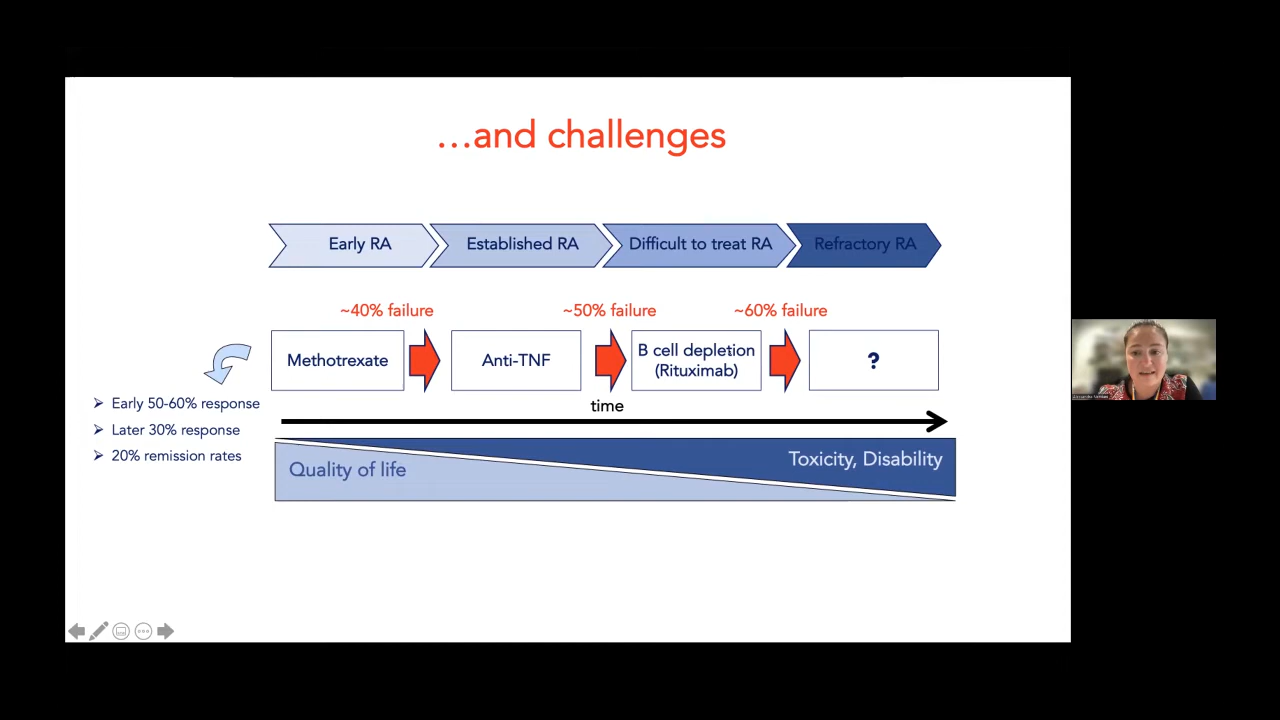 …and challenges
Early RA
Established RA
Difficult to treat RA
Refractory RA
~40% failure
~50% failure
~60% failure
Methotrexate
Anti-TNF
B cell depletion
(Rituximab)
?
Early 50-60% response
Later 30% response
20% remission rates
time
Quality of life
Toxicity, Disability